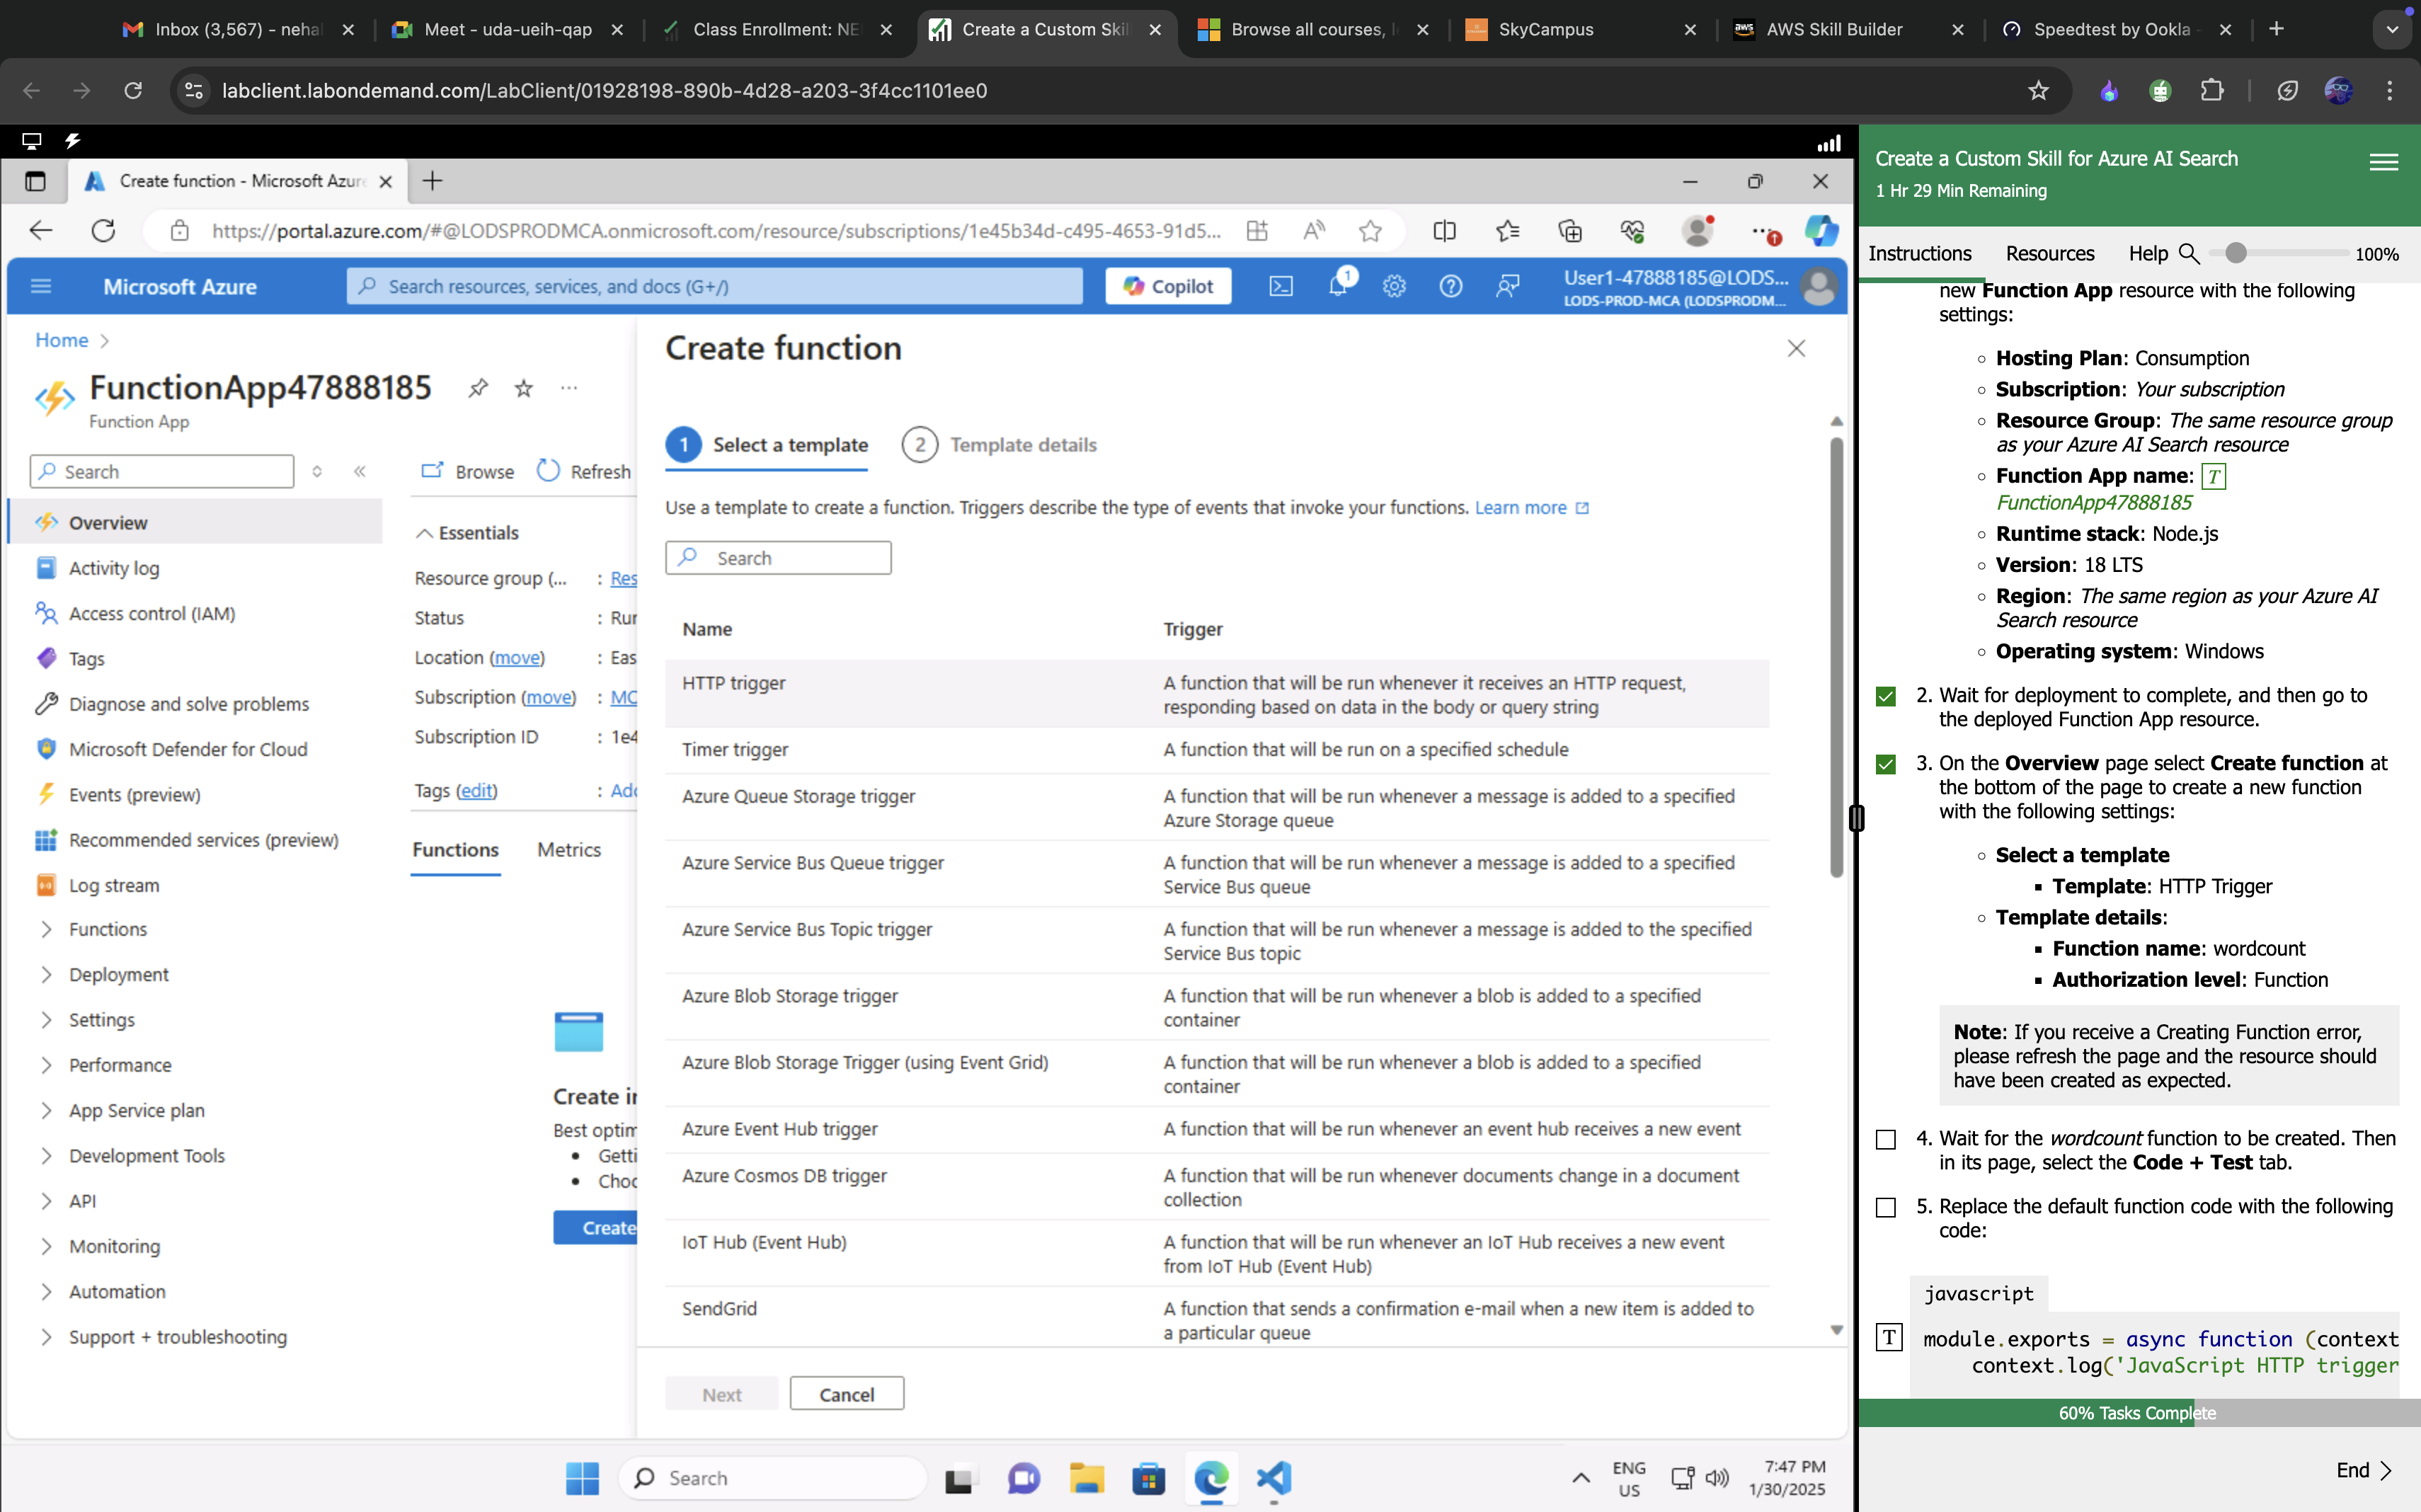 Inbox (3,567) - neha
Meet - uda-ueih-qap
Class Enrollment: NE
Create a Custom Skil
Browse all courses, l
SkyCampus
AWS Skill Builder
Speedtest by Ookla -
labclient.labondemand.com/LabClient/01928198-890b-4d28-a203-3f4cc1101ee0
Create function - Microsoft Azure
https://portal.azure.com/#@LODSPRODMCA.onmicrosoft.com/resource/subscriptions/1e45b34d-c495-4653-91d5...
Microsoft Azure
Search resources, services, and docs (G+/)
Copilot
1
User1-47888185@LODS...
LODS-PROD-MCA (LODSPRODM...
Home
FunctionApp47888185
Function App
Search
Overview
Activity log
Access control (IAM)
Tags
Diagnose and solve problems
Microsoft Defender for Cloud
Events (preview)
Recommended services (preview)
Log stream
Functions
Deployment
Settings
Performance
App Service plan
Development Tools
API
Monitoring
Automation
Support + troubleshooting
Browse
Refresh
Essentials
Resource group (... : Res
Status : Rur
Location (move) : Eas
Subscription (move) : MC
Subscription ID : 1e4
Tags (edit) : Adc
Functions
Metrics
Create in
Best optim
• Getti
• Choc
Create
Create function
1 Select a template
2 Template details
Use a template to create a function. Triggers describe the type of events that invoke your functions. Learn more
Search
Name Trigger
HTTP trigger A function that will be run whenever it receives an HTTP request,
responding based on data in the body or query string
Timer trigger A function that will be run on a specified schedule
Azure Queue Storage trigger A function that will be run whenever a message is added to a specified
Azure Storage queue
Azure Service Bus Queue trigger A function that will be run whenever a message is added to a specified
Service Bus queue
Azure Service Bus Topic trigger A function that will be run whenever a message is added to the specified
Service Bus topic
Azure Blob Storage trigger A function that will be run whenever a blob is added to a specified
container
Azure Blob Storage Trigger (using Event Grid) A function that will be run whenever a blob is added to a specified
container
Azure Event Hub trigger A function that will be run whenever an event hub receives a new event
Azure Cosmos DB trigger A function that will be run whenever documents change in a document
collection
IoT Hub (Event Hub) A function that will be run whenever an IoT Hub receives a new event
from IoT Hub (Event Hub)
SendGrid A function that sends a confirmation e-mail when a new item is added to
a particular queue
Next
Cancel
Search
ENG
US
7:47 PM
1/30/2025
Create a Custom Skill for Azure AI Search
1 Hr 29 Min Remaining
Instructions
Resources
Help
100%
new Function App resource with the following
settings:
Hosting Plan: Consumption
Subscription: Your subscription
Resource Group: The same resource group
as your Azure AI Search resource
Function App name: T
FunctionApp47888185
Runtime stack: Node.js
Version: 18 LTS
Region: The same region as your Azure AI
Search resource
Operating system: Windows
2. Wait for deployment to complete, and then go to
the deployed Function App resource.
3. On the Overview page select Create function at
the bottom of the page to create a new function
with the following settings:
Select a template
Template: HTTP Trigger
Template details:
Function name: wordcount
Authorization level: Function
Note: If you receive a Creating Function error,
please refresh the page and the resource should
have been created as expected.
4. Wait for the wordcount function to be created. Then
in its page, select the Code + Test tab.
5. Replace the default function code with the following
code:
javascript
T
module.exports = async function (context
context.log('JavaScript HTTP trigger
60% Tasks Complete
End